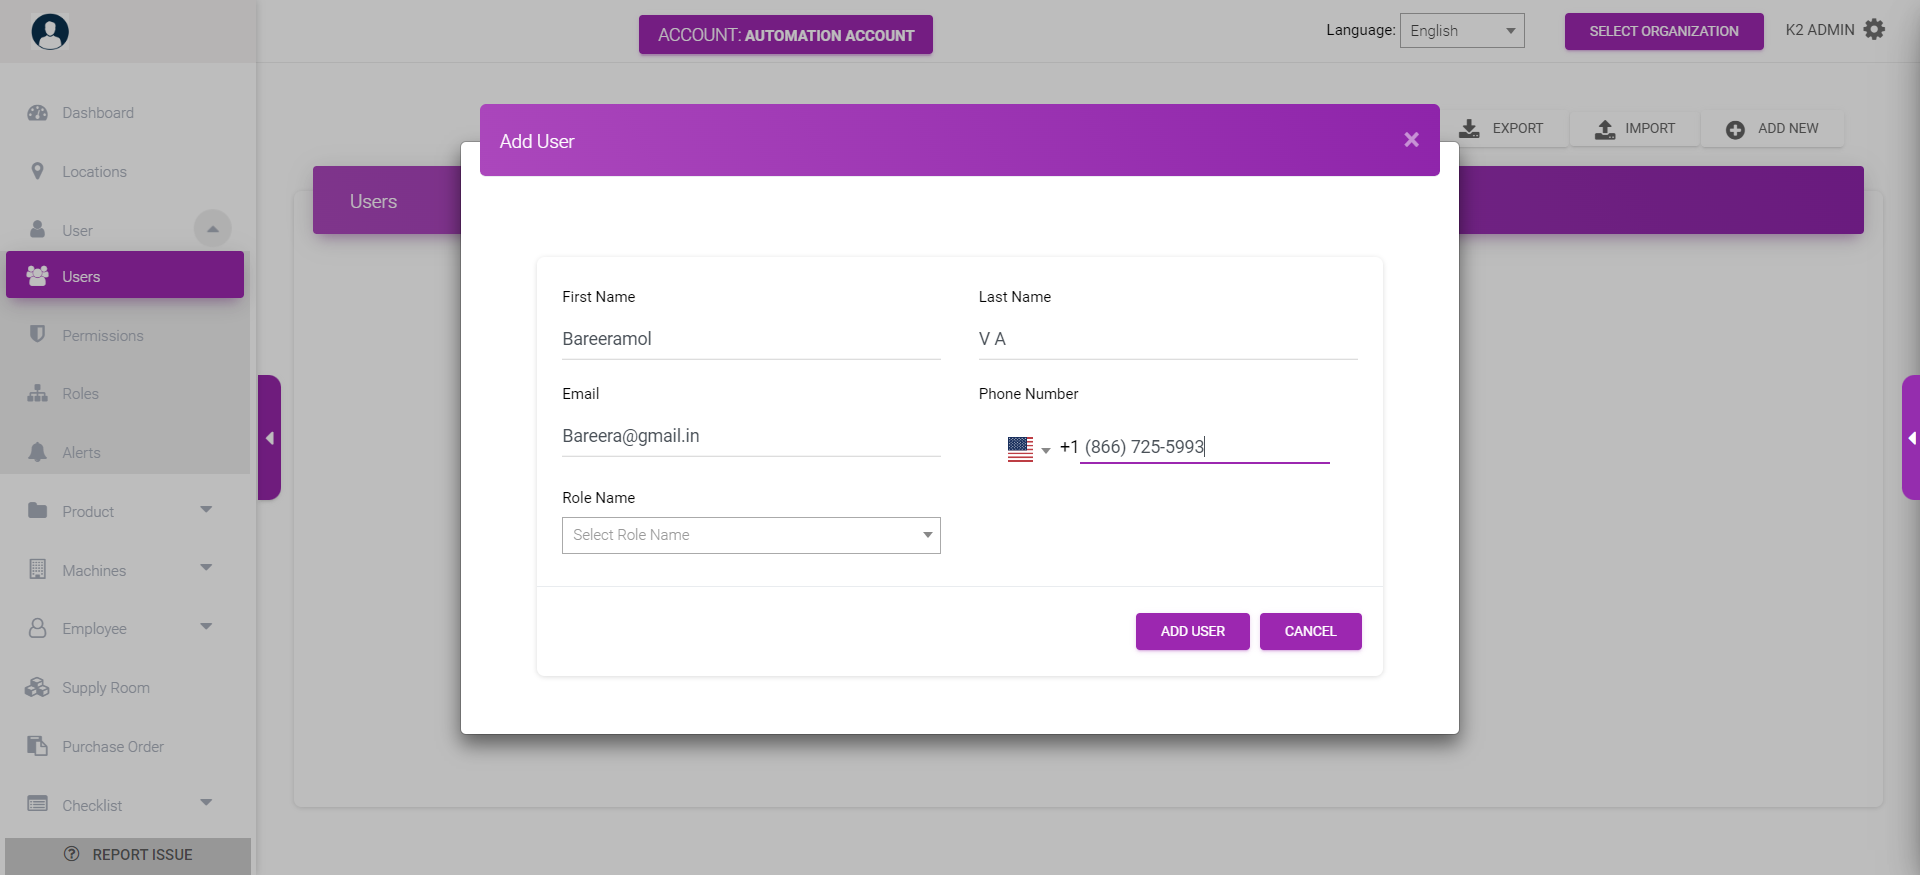 ACCOUNT: AUTOMATION ACCOUNT
Language: English
SELECT ORGANIZATION
K2 ADMIN
Dashboard
Locations
User
Users
Permissions
Roles
Alerts
Product
Machines
Employee
Supply Room
Purchase Order
Checklist
REPORT ISSUE
EXPORT
IMPORT
ADD NEW
Users
Add User
×
First Name
Bareeramol
Last Name
V A
Email
Bareera@gmail.in
Phone Number
+1 (866) 725-5993
Role Name
Select Role Name
ADD USER
CANCEL